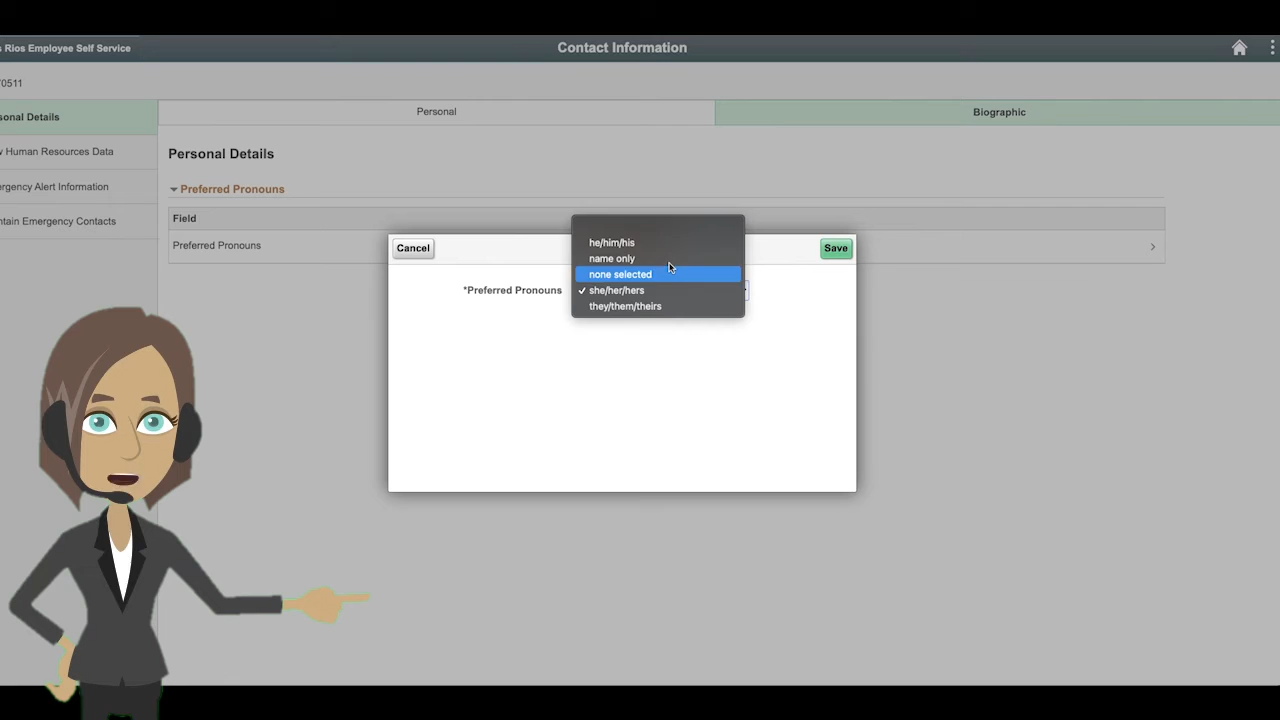 s Rios Employee Self Service
Contact Information
0511
sonal Details
Personal
Biographic
w Human Resources Data
ergency Alert Information
ntain Emergency Contacts
Personal Details
Preferred Pronouns
Field
Preferred Pronouns
Cancel
Save
*Preferred Pronouns
he/him/his
name only
none selected
✓ she/her/hers
they/them/theirs